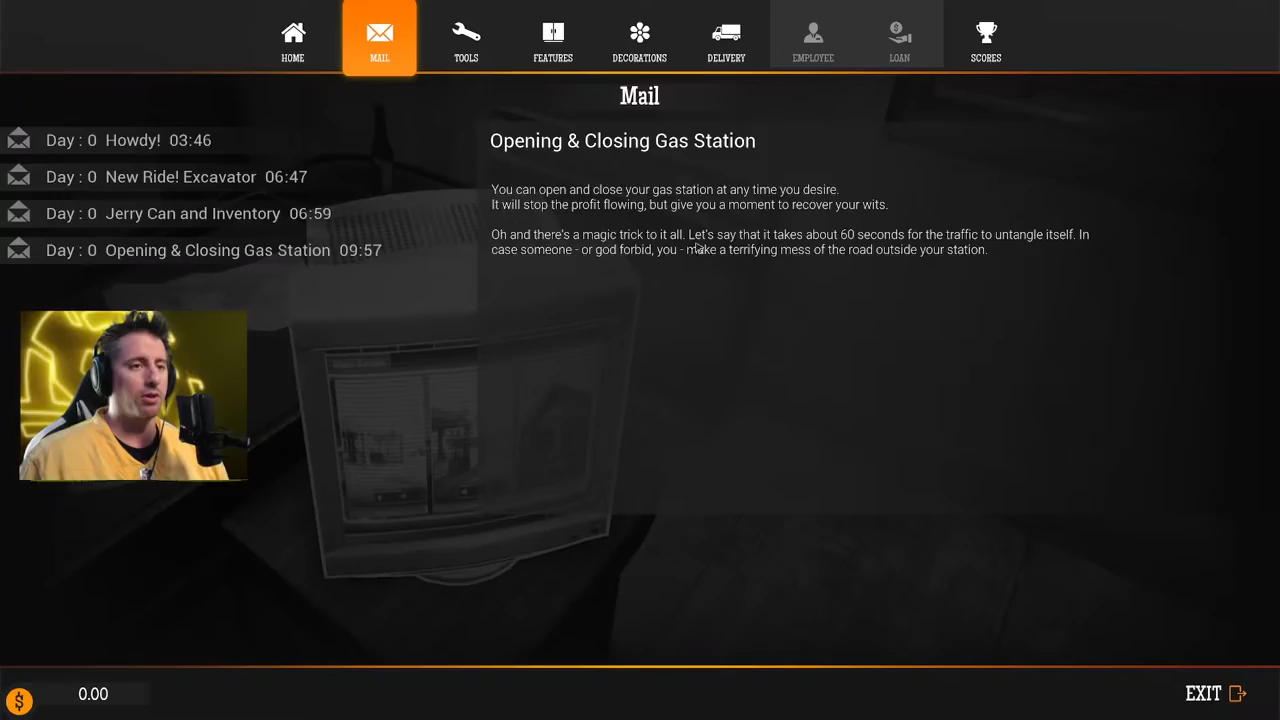 HOME
MAIL
TOOLS
FEATURES
DECORATIONS
DELIVERY
EMPLOYEE
LOAN
SCORES
Mail
Day : 0 Howdy! 03:46
Day : 0 New Ride! Excavator 06:47
Day : 0 Jerry Can and Inventory 06:59
Day : 0 Opening & Closing Gas Station 09:57
Opening & Closing Gas Station
You can open and close your gas station at any time you desire.
It will stop the profit flowing, but give you a moment to recover your wits.
Oh and there's a magic trick to it all. Let's say that it takes about 60 seconds for the traffic to untangle itself. In
case someone - or god forbid, you - make a terrifying mess of the road outside your station.
$ 0.00
EXIT